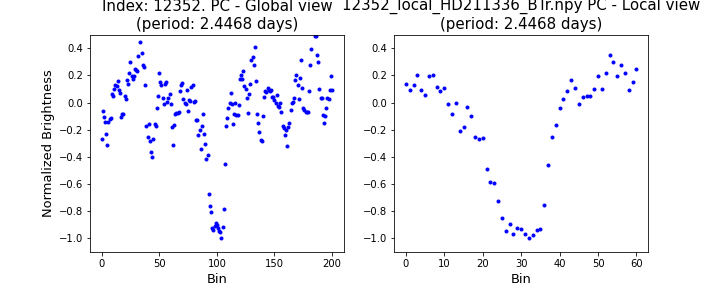 Index: 12352. PC - Global view
(period: 2.4468 days)
12352_local_HD211336_BTr.npy PC - Local view
(period: 2.4468 days)
Normalized Brightness
0.4
0.2
0.0
−0.2
−0.4
−0.6
−0.8
−1.0
0 50 100 150 200
Bin
0.4
0.2
0.0
−0.2
−0.4
−0.6
−0.8
−1.0
0 10 20 30 40 50 60
Bin